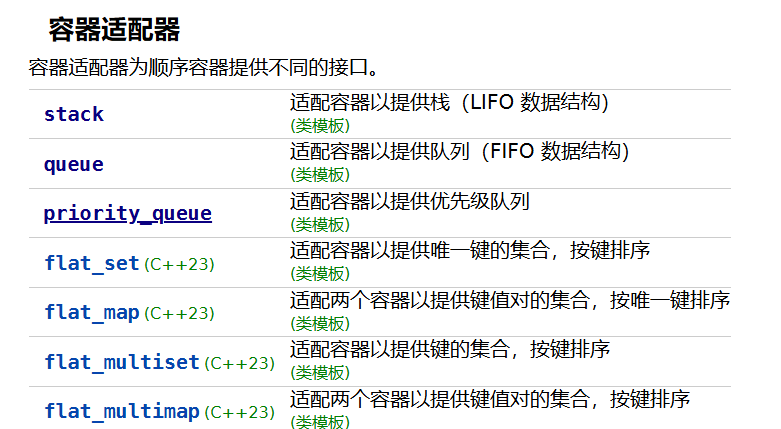 容器适配器
容器适配器为顺序容器提供不同的接口。
stack 适配容器以提供栈（LIFO 数据结构）
(类模板)
queue 适配容器以提供队列（FIFO 数据结构）
(类模板)
priority_queue 适配容器以提供优先级队列
(类模板)
flat_set (C++23) 适配容器以提供唯一键的集合，按键排序
(类模板)
flat_map (C++23) 适配两个容器以提供键值对的集合，按唯一键排序
(类模板)
flat_multiset (C++23) 适配容器以提供键的集合，按键排序
(类模板)
flat_multimap (C++23) 适配两个容器以提供键值对的集合，按键排序
(类模板)